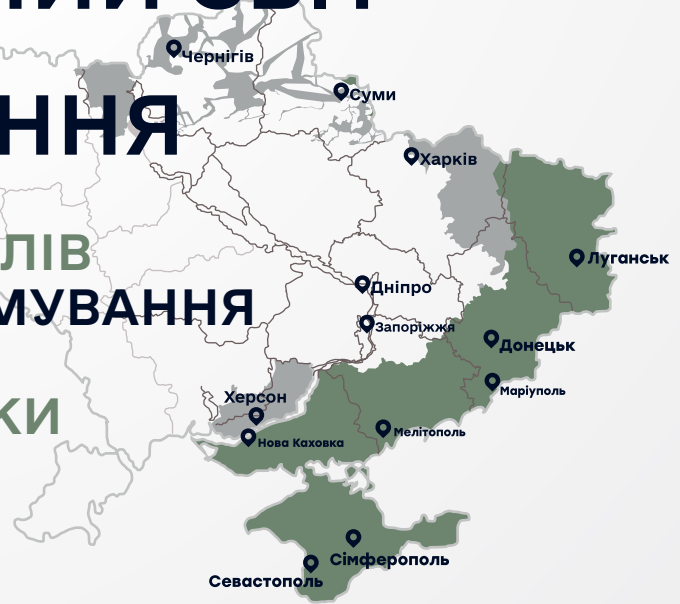 Чернігів
Суми
ННЯ
Харків
ЛІВ
Луганськ
Дніпро
МУВАННЯ
Запоріжжя
Донецьк
Маріуполь
Херсон
КИ
Мелітополь
Нова Каховка
Сімферополь
Севастополь